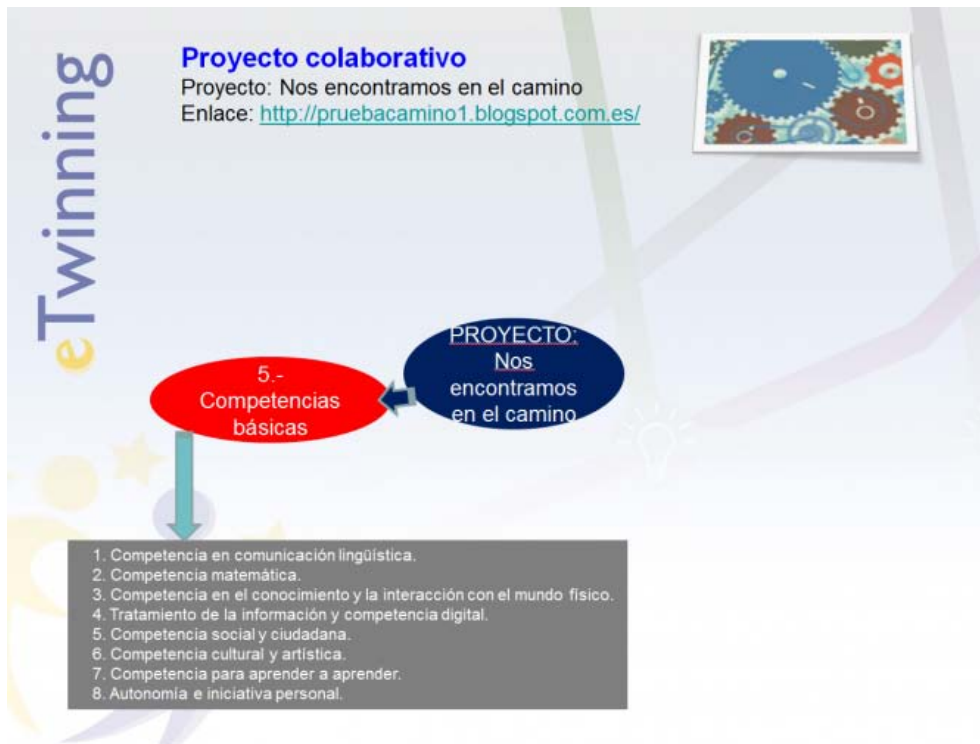 eTwinning
Proyecto colaborativo
Proyecto: Nos encontramos en el camino
Enlace: http://pruebacamino1.blogspot.com.es/
PROYECTO:
Nos
encontramos
en el camino
5.-
Competencias
básicas
1. Competencia en comunicación lingüística.
2. Competencia matemática.
3. Competencia en el conocimiento y la interacción con el mundo físico.
4. Tratamiento de la información y competencia digital.
5. Competencia social y ciudadana.
6. Competencia cultural y artística.
7. Competencia para aprender a aprender.
8. Autonomía e iniciativa personal.